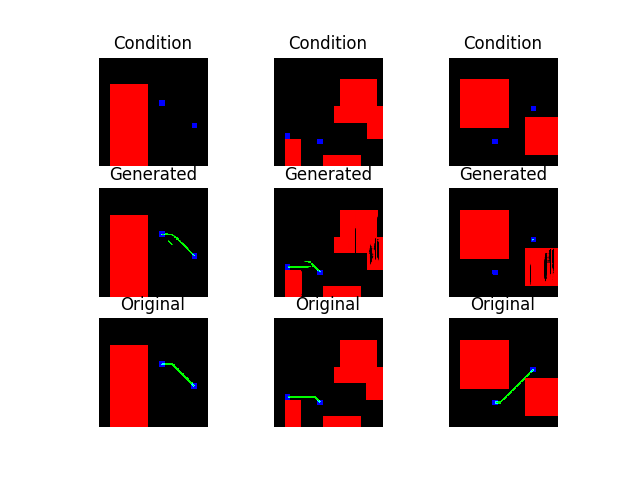 Condition Condition Condition
Generated Generated Generated
Original Original Original